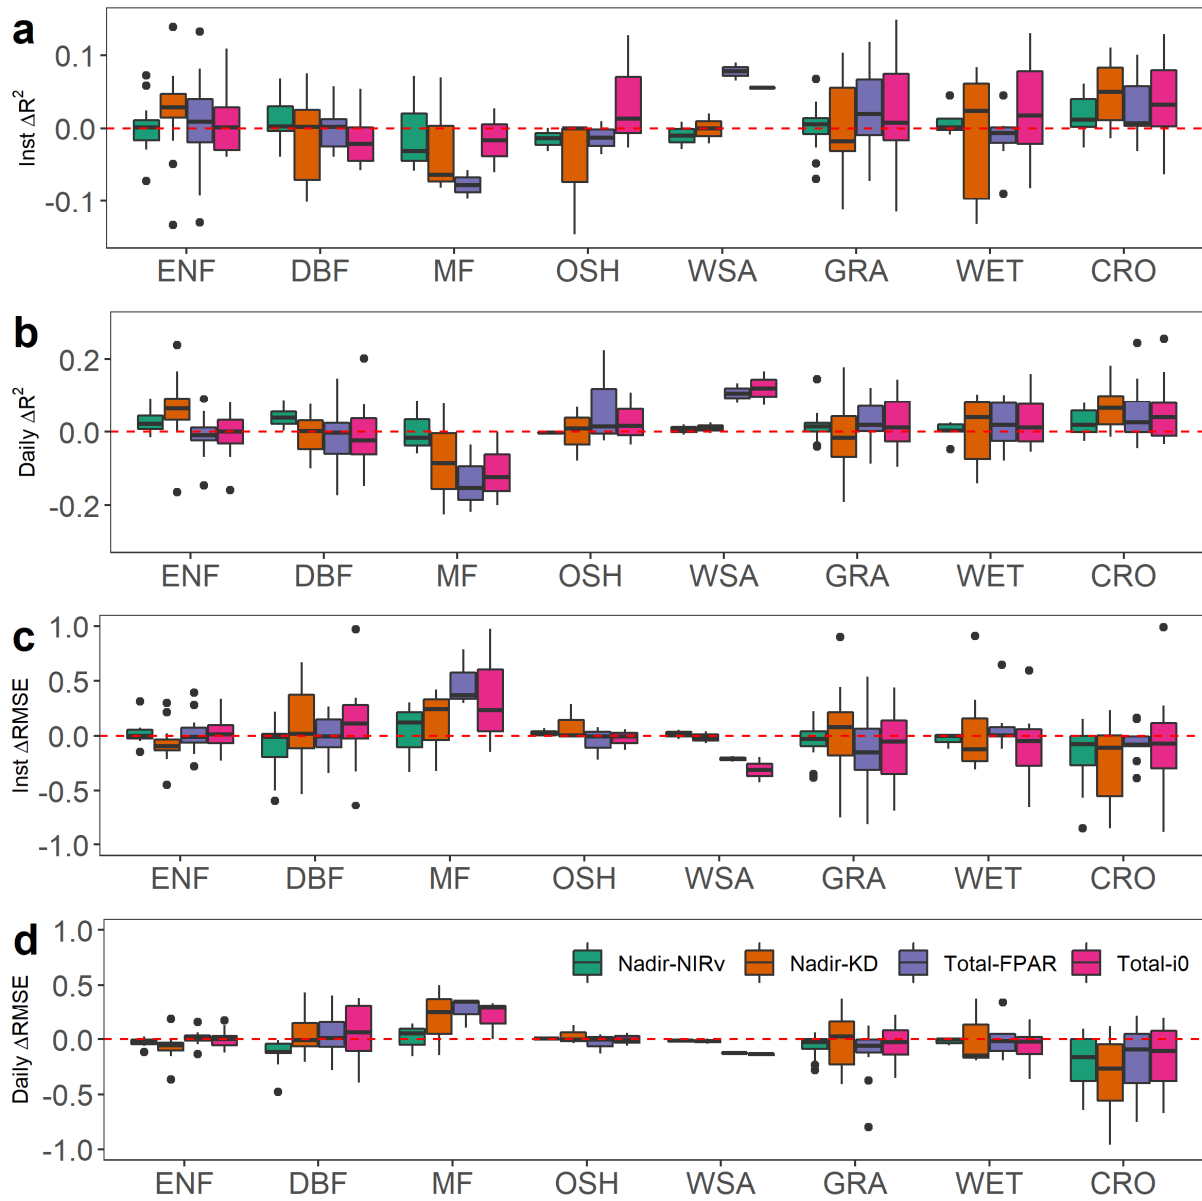 a
Inst ΔR²
0.1
0.0
-0.1
ENF DBF MF OSH WSA GRA WET CRO
b
Daily ΔR²
0.2
0.0
-0.2
ENF DBF MF OSH WSA GRA WET CRO
c
Inst ΔRMSE
1.0
0.5
0.0
-0.5
-1.0
ENF DBF MF OSH WSA GRA WET CRO
d
Daily ΔRMSE
1.0
0.5
0.0
-0.5
-1.0
Nadir-NIRv Nadir-KD Total-FPAR Total-i0
ENF DBF MF OSH WSA GRA WET CRO